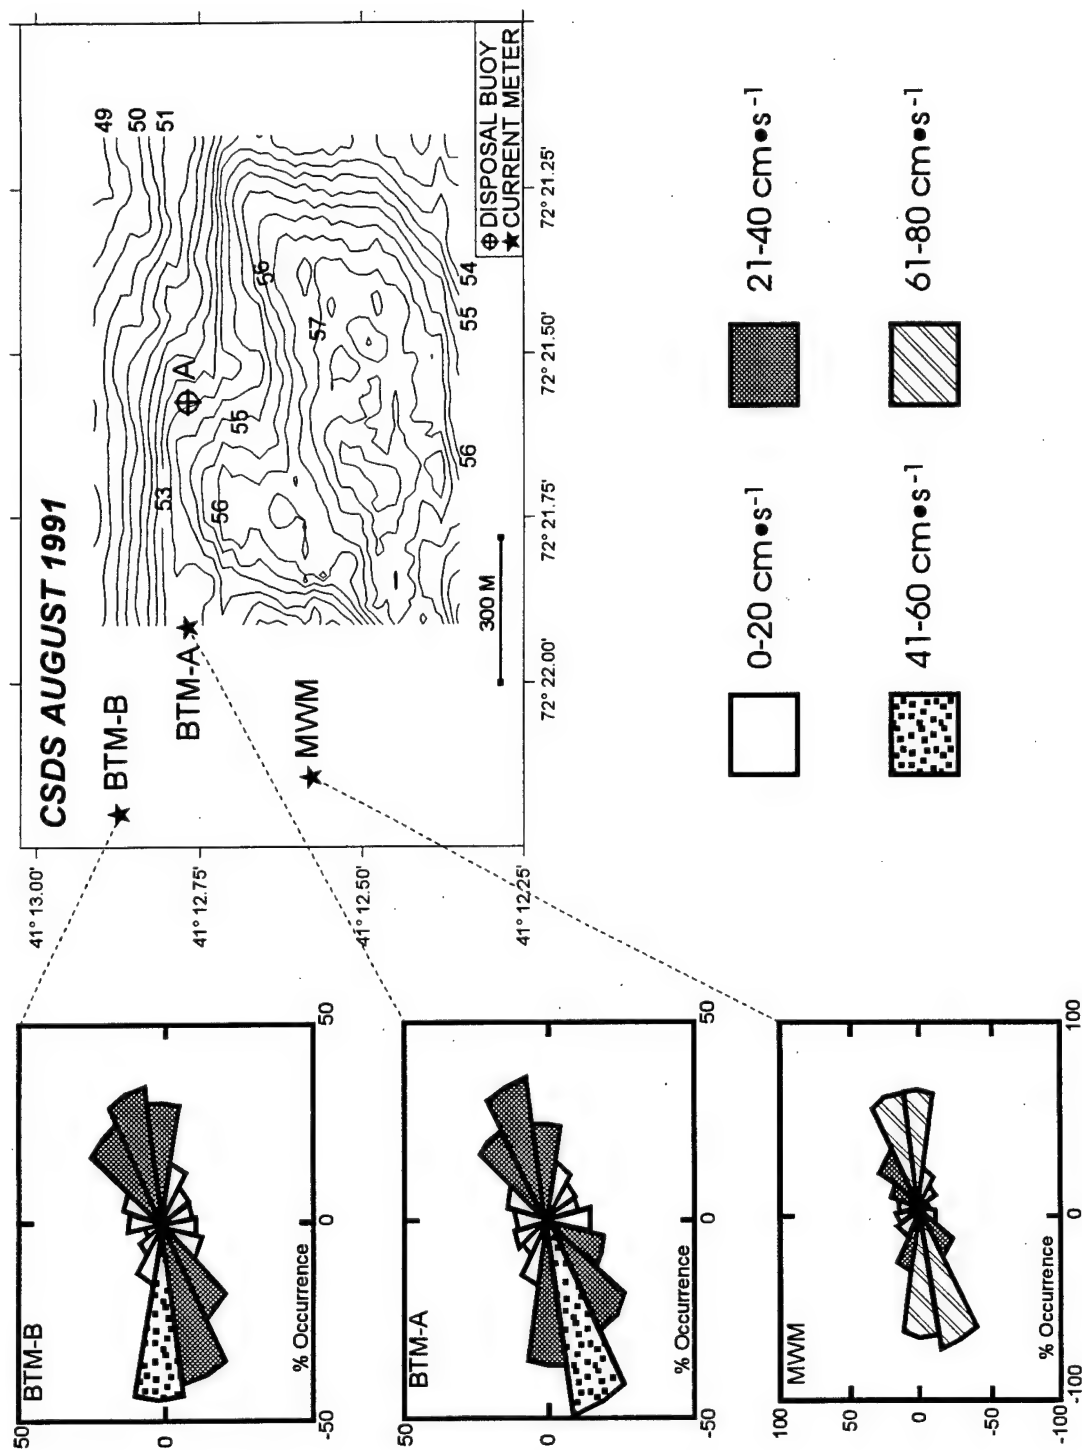 CSDS AUGUST 1991
49
50
51
53
A
55
56
56
57
54
55
56
BTM-B
BTM-A
MWM
300 M
⊕ DISPOSAL BUOY
★ CURRENT METER
41° 13.00'
41° 12.75'
41° 12.50'
41° 12.25'
72° 22.00'
72° 21.75'
72° 21.50'
72° 21.25'
BTM-B
50
0
-50
0
50
% Occurrence
BTM-A
50
0
-50
0
50
% Occurrence
MWM
100
50
0
-50
-100
-100
0
100
% Occurrence
0-20 cm•s-1
21-40 cm•s-1
41-60 cm•s-1
61-80 cm•s-1